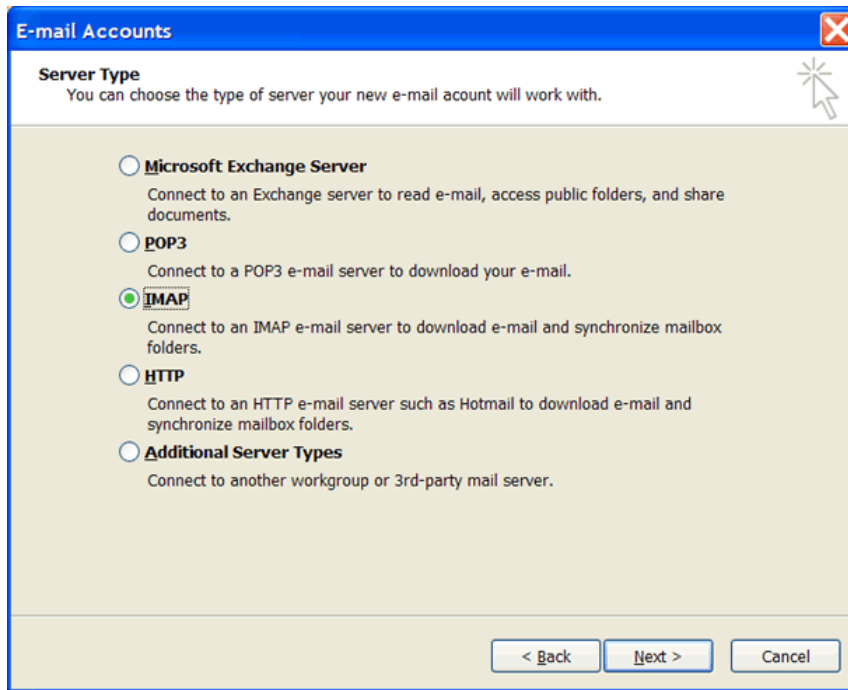 E-mail Accounts
Server Type
You can choose the type of server your new e-mail acount will work with.
Microsoft Exchange Server
Connect to an Exchange server to read e-mail, access public folders, and share
documents.
POP3
Connect to a POP3 e-mail server to download your e-mail.
IMAP
Connect to an IMAP e-mail server to download e-mail and synchronize mailbox
folders.
HTTP
Connect to an HTTP e-mail server such as Hotmail to download e-mail and
synchronize mailbox folders.
Additional Server Types
Connect to another workgroup or 3rd-party mail server.
< Back Next > Cancel